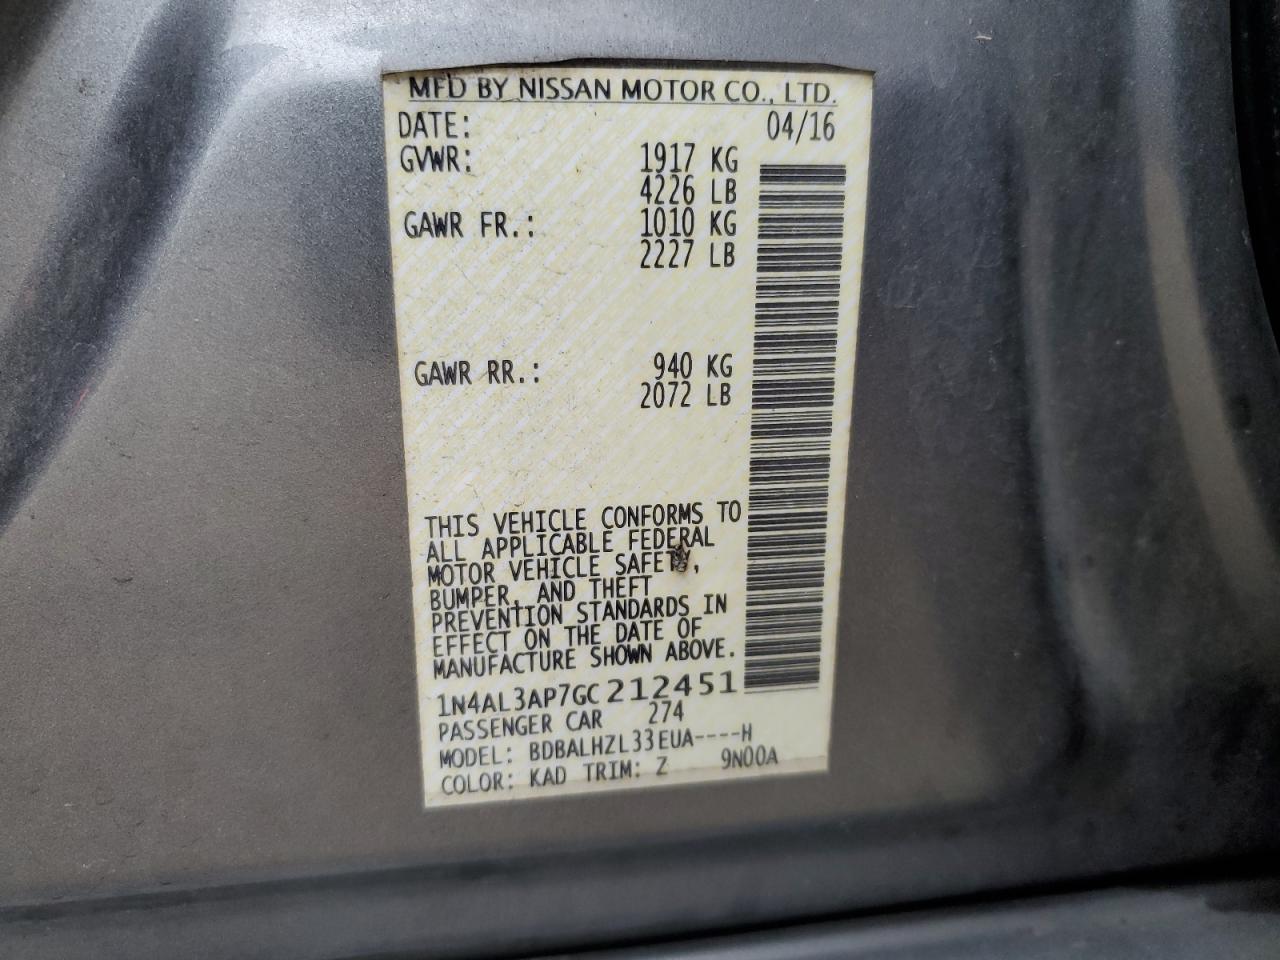 MFD BY NISSAN MOTOR CO., LTD.
DATE: 04/16
GVWR: 1917 KG
4226 LB
GAWR FR.: 1010 KG
2227 LB
GAWR RR.: 940 KG
2072 LB
THIS VEHICLE CONFORMS TO
ALL APPLICABLE FEDERAL
MOTOR VEHICLE SAFETY,
BUMPER, AND THEFT
PREVENTION STANDARDS IN
EFFECT ON THE DATE OF
MANUFACTURE SHOWN ABOVE.
1N4AL3AP7GC212451
PASSENGER CAR 274
MODEL: BDBALHZL33EUA----H
COLOR: KAD TRIM: Z 9N00A